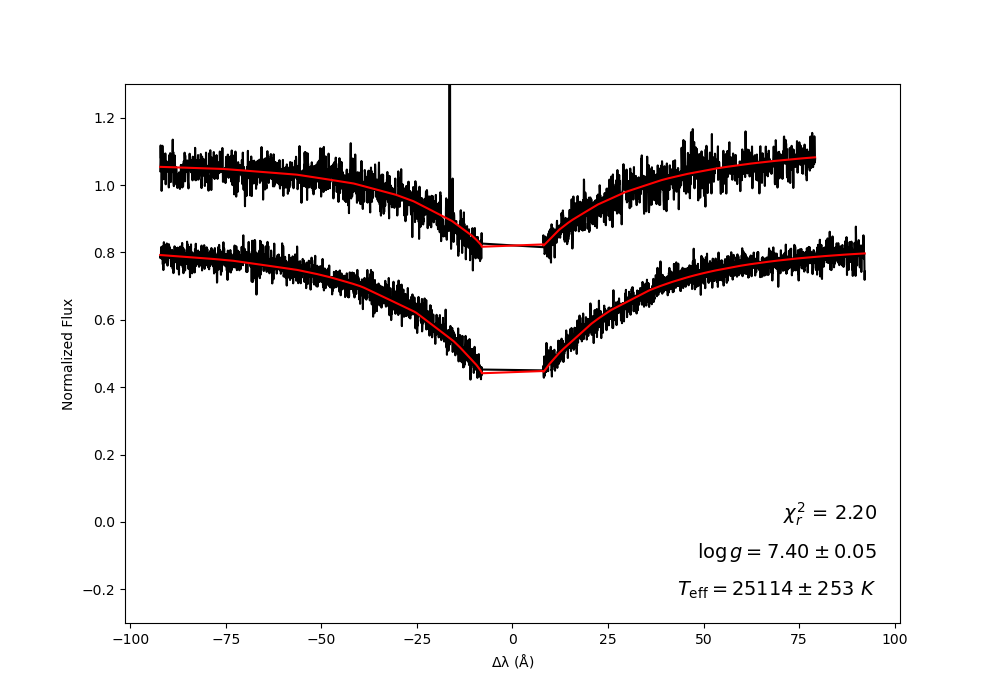 1.2
1.0
0.8
0.6
0.4
0.2
0.0
−0.2
Normalized Flux
χ²ᵣ = 2.20
log g = 7.40 ± 0.05
T_eff = 25114 ± 253 K
−100 −75 −50 −25 0 25 50 75 100
Δλ (Å)